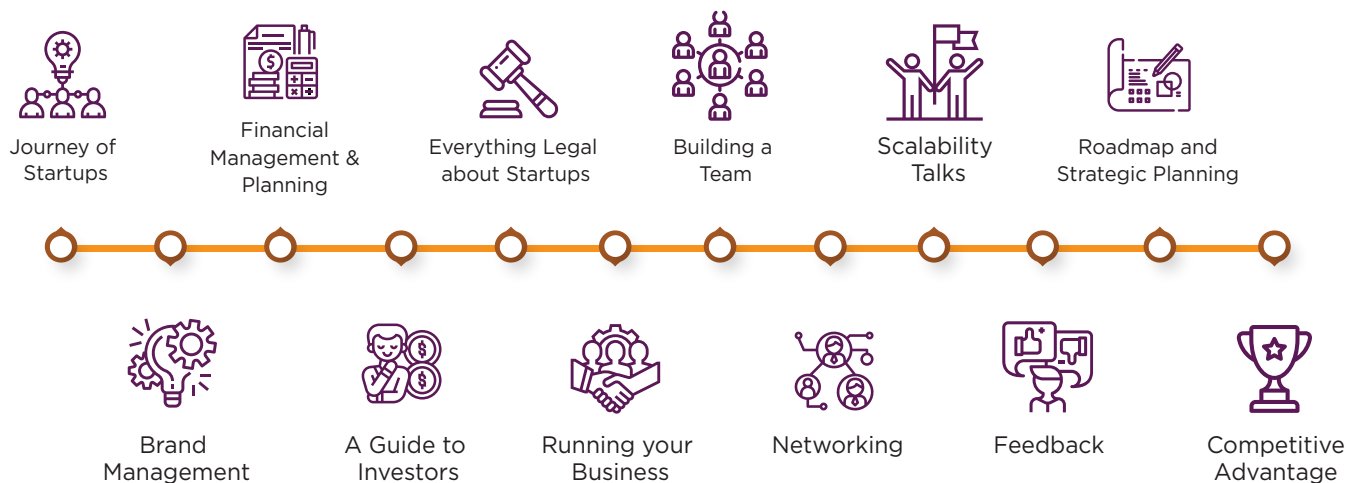 Journey of
Startups
Financial
Management &
Planning
Everything Legal
about Startups
Building a
Team
Scalability
Talks
Roadmap and
Strategic Planning
Brand
Management
A Guide to
Investors
Running your
Business
Networking
Feedback
Competitive
Advantage